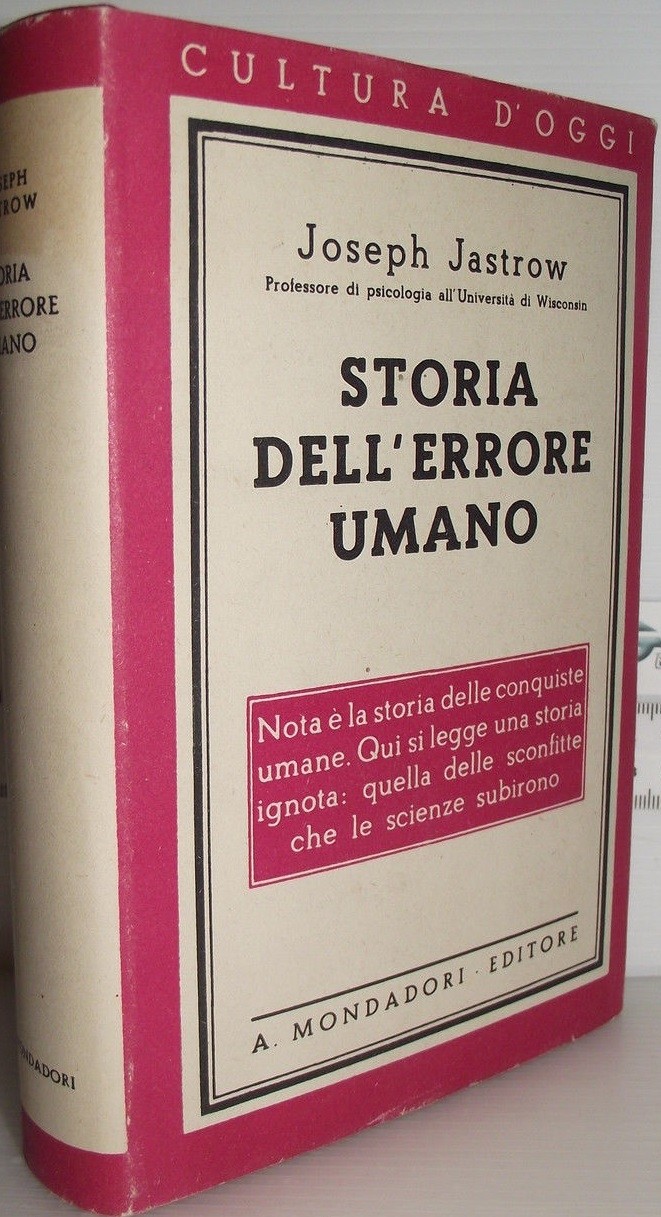 CULTURA D'OGGI
Joseph Jastrow
Professore di psicologia all'Università di Wisconsin
STORIA
DELL'ERRORE
UMANO
Nota è la storia delle conquiste
umane. Qui si legge una storia
ignota: quella delle sconfitte
che le scienze subirono
A. MONDADORI · EDITORE